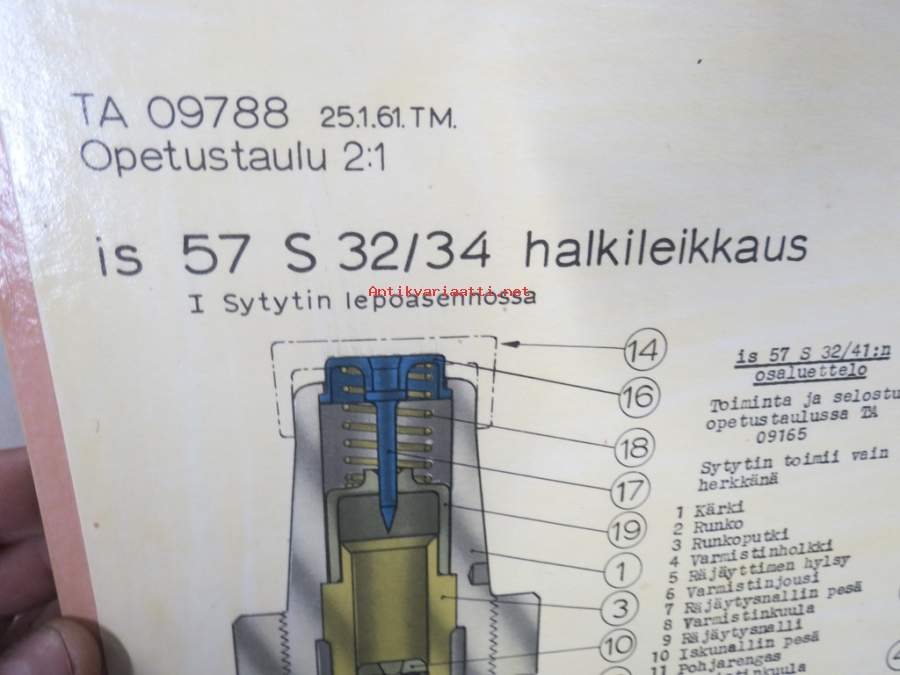 TA 09788 25.1.61.TM.
Opetustaulu 2:1
is 57 S 32/34 halkileikkaus
I Sytytin lepoasennossa
Antikvariaatti.net
14
16
18
17
19
1
3
10
is 57 S 32/41:n
osaluettelo
Toiminta ja selostu
opetustaulussa TA
09165
Sytytin toimii vain
herkkänä
1 Kärki
2 Runko
3 Runkoputki
4 Varmistinholkki
5 Räjäyttimen hylsy
6 Varmistinjousi
7 Räjäytysnallin pesä
8 Varmistinkuula
9 Räjäytysnalli
10 Iskunallin pesä
11 Pohjarengas